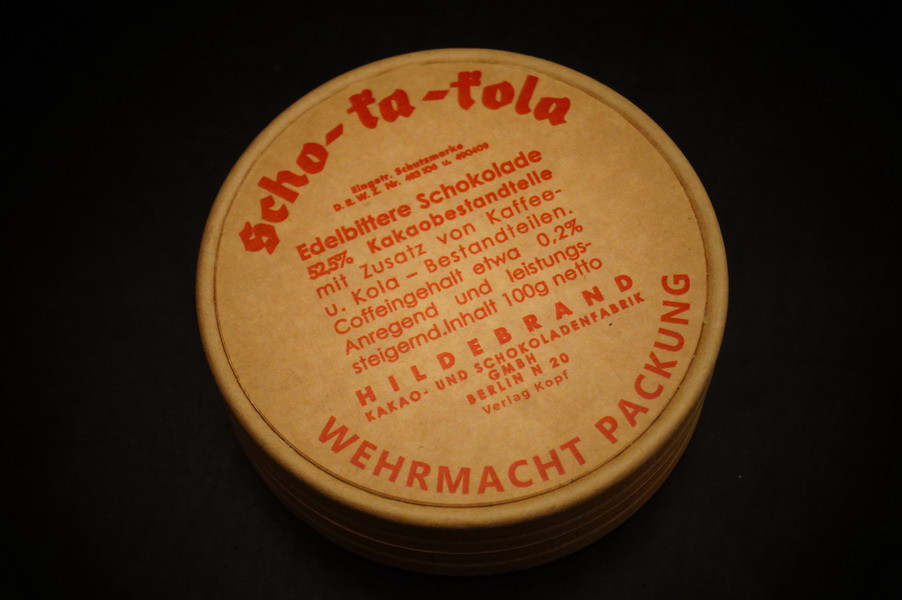 Scho-ka-kola
Eingetr. Schutzmarke
D.R.W.Z. Nr. 483108 u. 490409
Edelbittere Schokolade
52,5% Kakaobestandteile
mit Zusatz von Kaffee-
u. Kola-Bestandteilen.
Coffeingehalt etwa 0,2%
Anregend und leistungs-
steigernd.Inhalt 100g netto
HILDEBRAND
KAKAO- UND SCHOKOLADENFABRIK
GMBH
BERLIN N 20
Verlag Kopf
WEHRMACHT PACKUNG